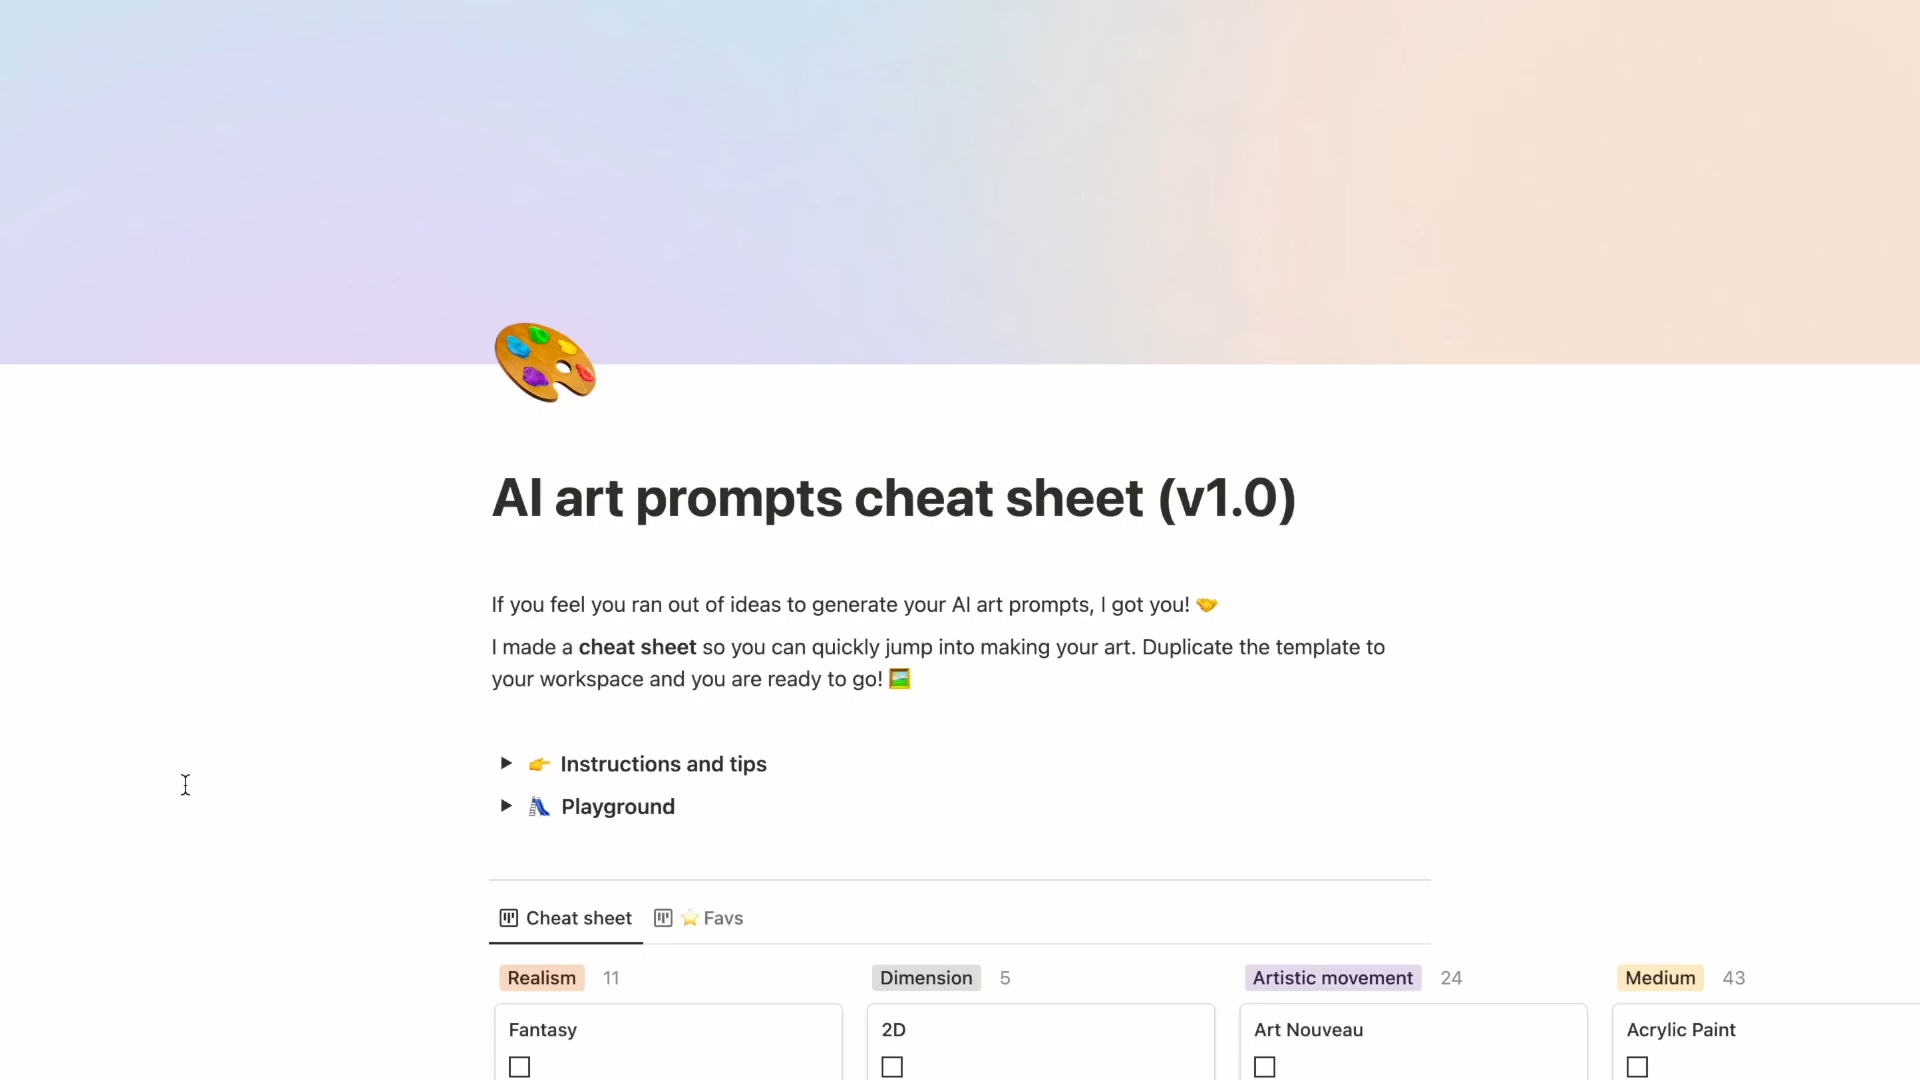 AI art prompts cheat sheet (v1.0)
If you feel you ran out of ideas to generate your AI art prompts, I got you! 🤝
I made a cheat sheet so you can quickly jump into making your art. Duplicate the template to
your workspace and you are ready to go! 🖼️
👉 Instructions and tips
🛝 Playground
Cheat sheet ⭐ Favs
Realism 11 Dimension 5 Artistic movement 24 Medium 43
Fantasy 2D Art Nouveau Acrylic Paint